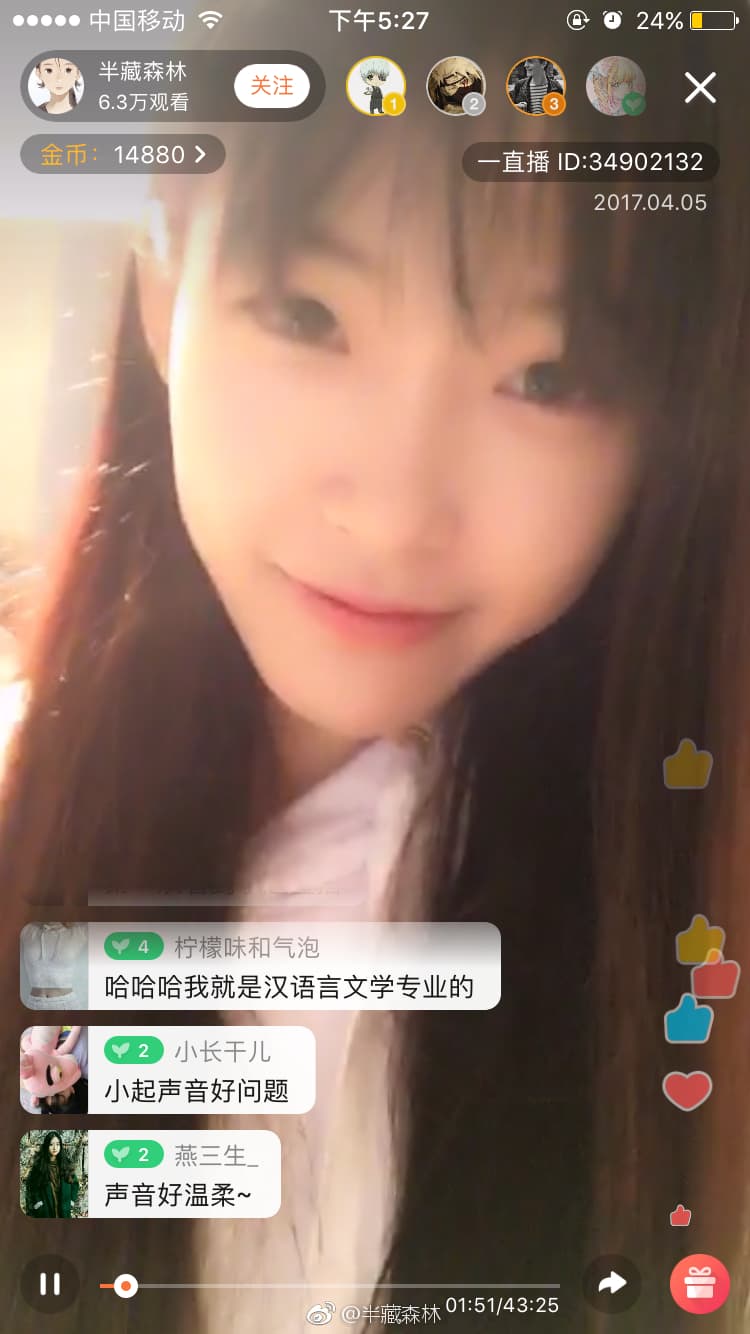 中国移动
下午5:27
24%
半藏森林
6.3万观看
关注
1
2
3
金币： 14880
一直播 ID:34902132
2017.04.05
4 柠檬味和气泡
哈哈哈我就是汉语言文学专业的
2 小长干儿
小起声音好问题
2 燕三生_
声音好温柔~
01:51/43:25
@半藏森林